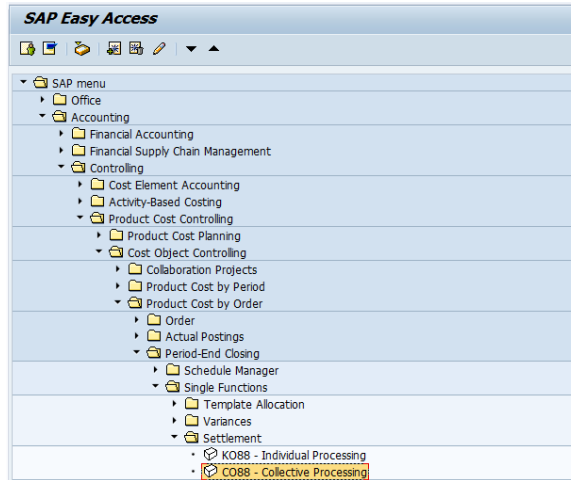 SAP Easy Access
SAP menu
Office
Accounting
Financial Accounting
Financial Supply Chain Management
Controlling
Cost Element Accounting
Activity-Based Costing
Product Cost Controlling
Product Cost Planning
Cost Object Controlling
Collaboration Projects
Product Cost by Period
Product Cost by Order
Order
Actual Postings
Period-End Closing
Schedule Manager
Single Functions
Template Allocation
Variances
Settlement
KO88 - Individual Processing
CO88 - Collective Processing